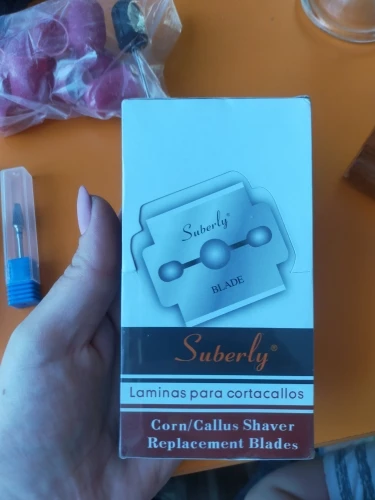 Suberly®
BLADE
Suberly®
Laminas para cortacallos
Corn/Callus Shaver
Replacement Blades